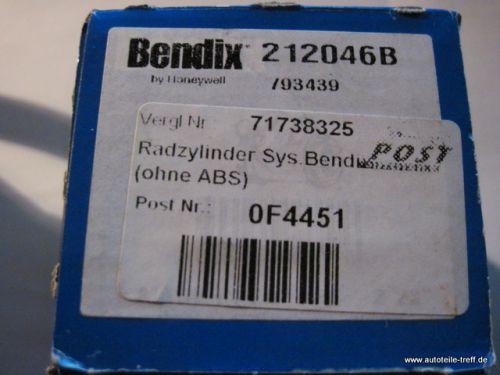 Bendix 212046B
by Honeywell 793439
Vergl Nr. 71738325
POST
Radzylinder Sys.Bend
(ohne ABS)
Post Nr.: 0F4451
www.autoteile-treff.de